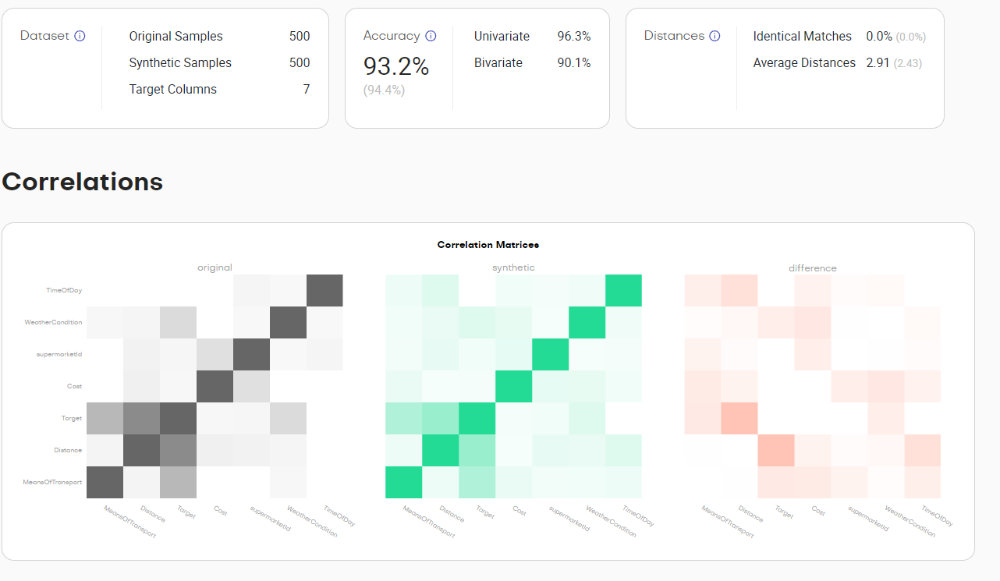 Dataset
Original Samples 500
Synthetic Samples 500
Target Columns 7
Accuracy
93.2%
(94.4%)
Univariate 96.3%
Bivariate 90.1%
Distances
Identical Matches 0.0% (0.0%)
Average Distances 2.91 (2.43)
Correlations
Correlation Matrices
original synthetic difference
TimeOfDay
WeatherCondition
supermarketId
Cost
Target
Distance
MeansOfTransport
MeansOfTransport Distance Target Cost supermarketId WeatherCondition TimeOfDay
MeansOfTransport Distance Target Cost supermarketId WeatherCondition TimeOfDay
MeansOfTransport Distance Target Cost supermarketId WeatherCondition TimeOfDay